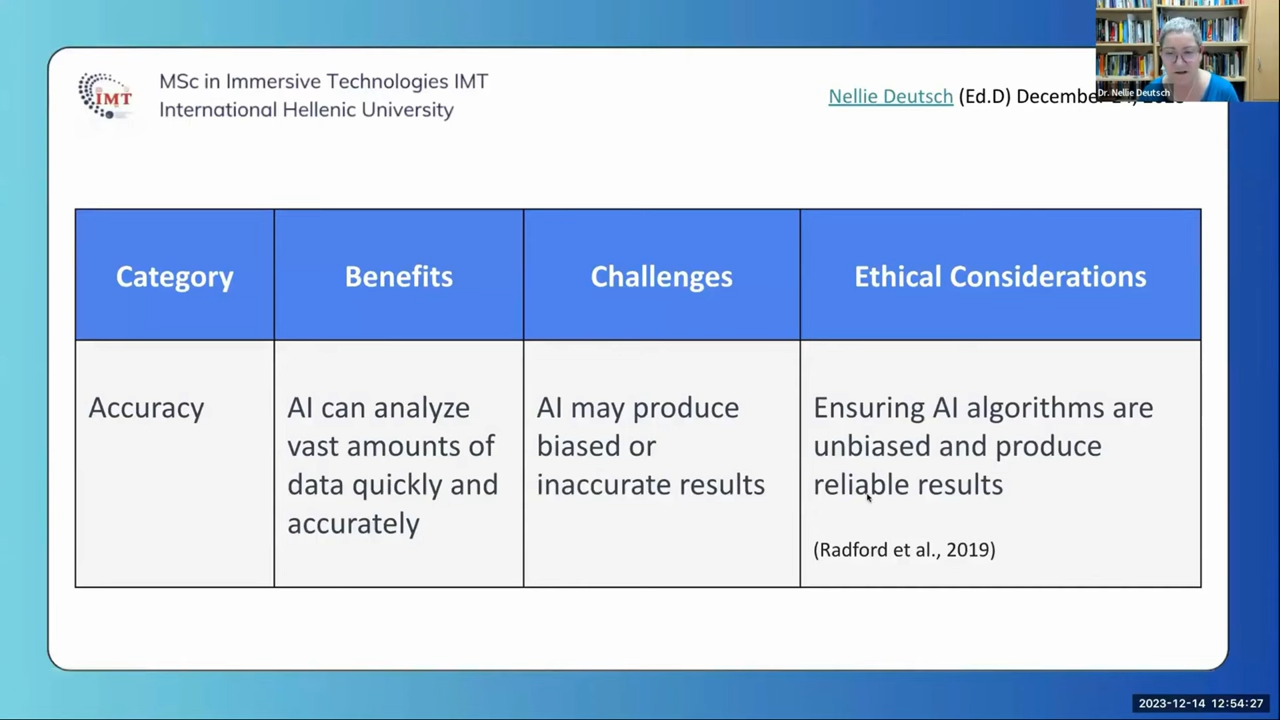 IMT
MSc in Immersive Technologies IMT
International Hellenic University
Nellie Deutsch (Ed.D) December
Dr. Nellie Deutsch
Category
Benefits
Challenges
Ethical Considerations
Accuracy
AI can analyze
vast amounts of
data quickly and
accurately
AI may produce
biased or
inaccurate results
Ensuring AI algorithms are
unbiased and produce
reliable results
(Radford et al., 2019)
2023-12-14 12:54:27